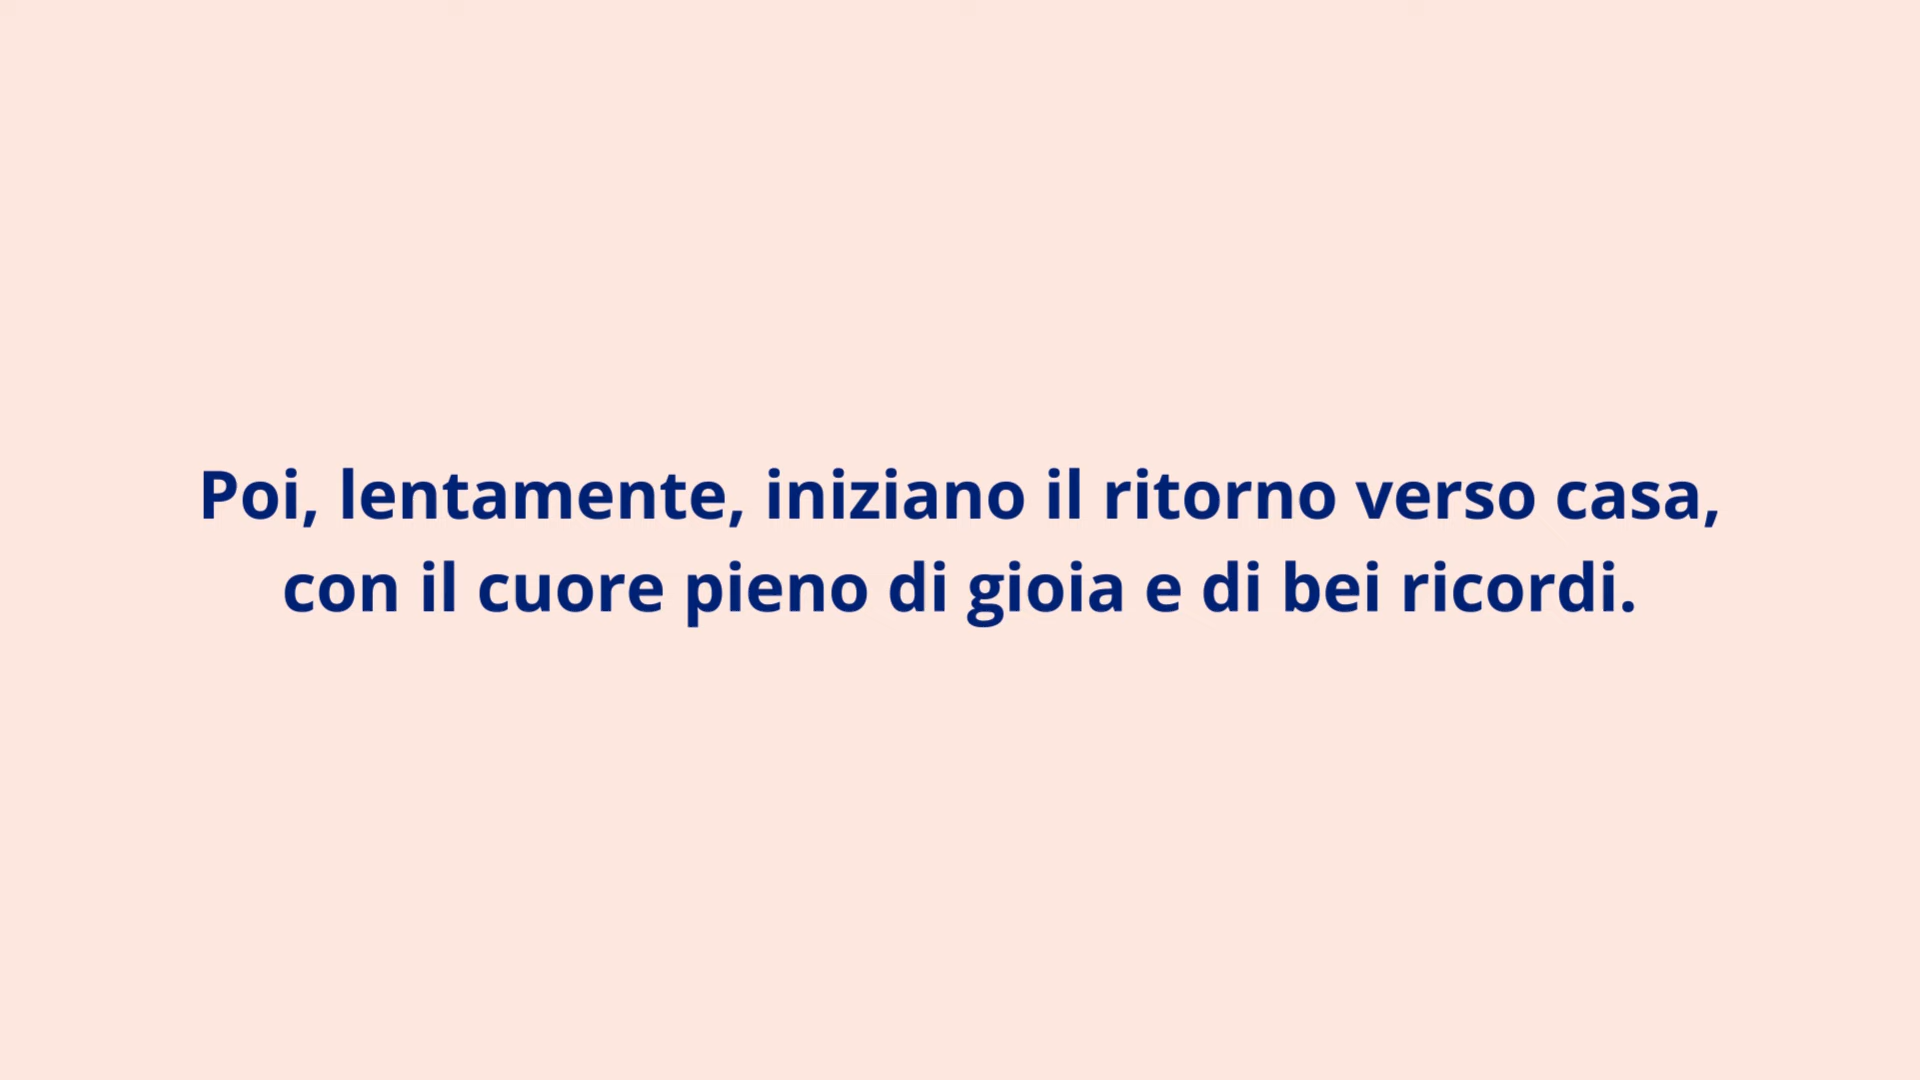 Poi, lentamente, iniziano il ritorno verso casa,
con il cuore pieno di gioia e di bei ricordi.